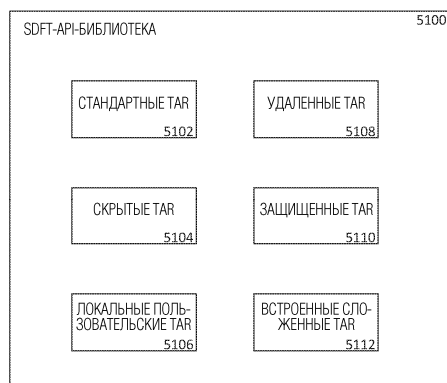 5100
SDFT-API-БИБЛИОТЕКА
СТАНДАРТНЫЕ TAR
5102
УДАЛЕННЫЕ TAR
5108
СКРЫТЫЕ TAR
5104
ЗАЩИЩЕННЫЕ TAR
5110
ЛОКАЛЬНЫЕ ПОЛЬ-
ЗОВАТЕЛЬСКИЕ TAR
5106
ВСТРОЕННЫЕ СЛО-
ЖЕННЫЕ TAR
5112